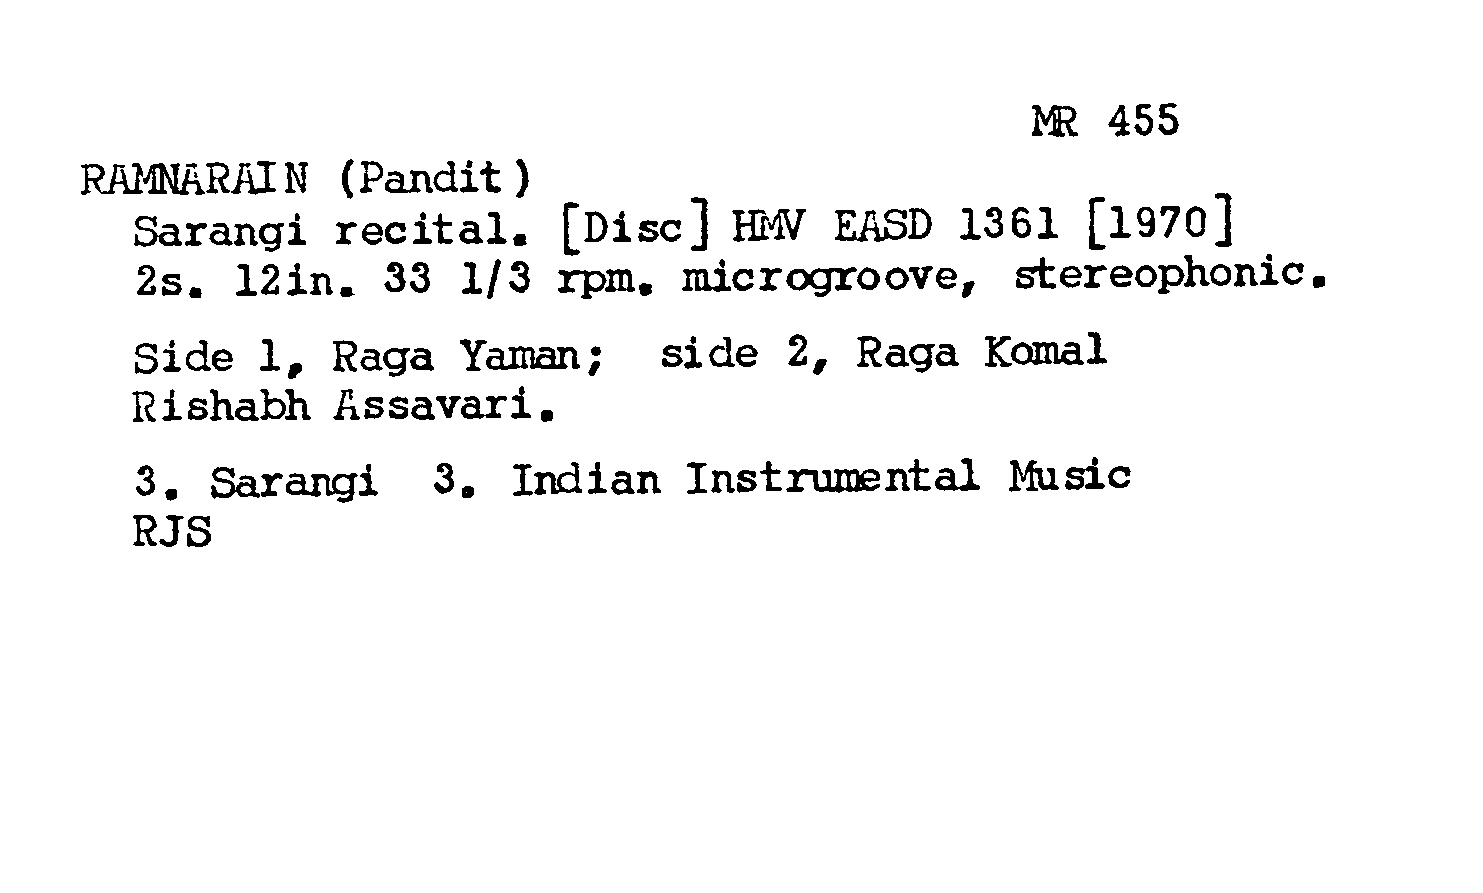 MR 455
RAMNARAIN (Pandit)
Sarangi recital. [Disc] HMV EASD 1361 [1970]
2s. 12in. 33 1/3 rpm. microgroove, stereophonic.
Side 1, Raga Yaman; side 2, Raga Komal
Rishabh Assavari.
3. Sarangi 3. Indian Instrumental Music
RJS